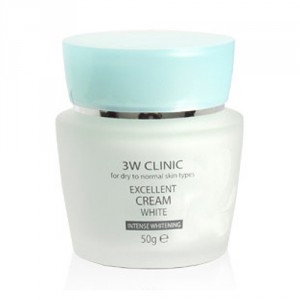 3W CLINIC
for dry to normal skin types
EXCELLENT
CREAM
WHITE
INTENSE WHITENING
50g ℮